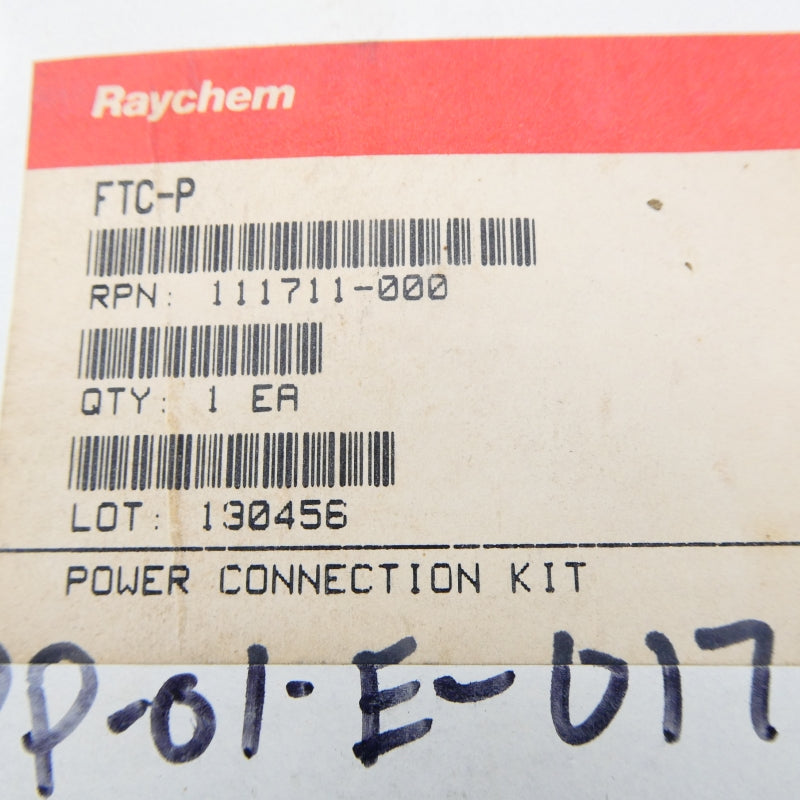 Raychem
FTC-P
RPN: 111711-000
QTY: 1 EA
LOT: 130456
POWER CONNECTION KIT
PP-01-E-017